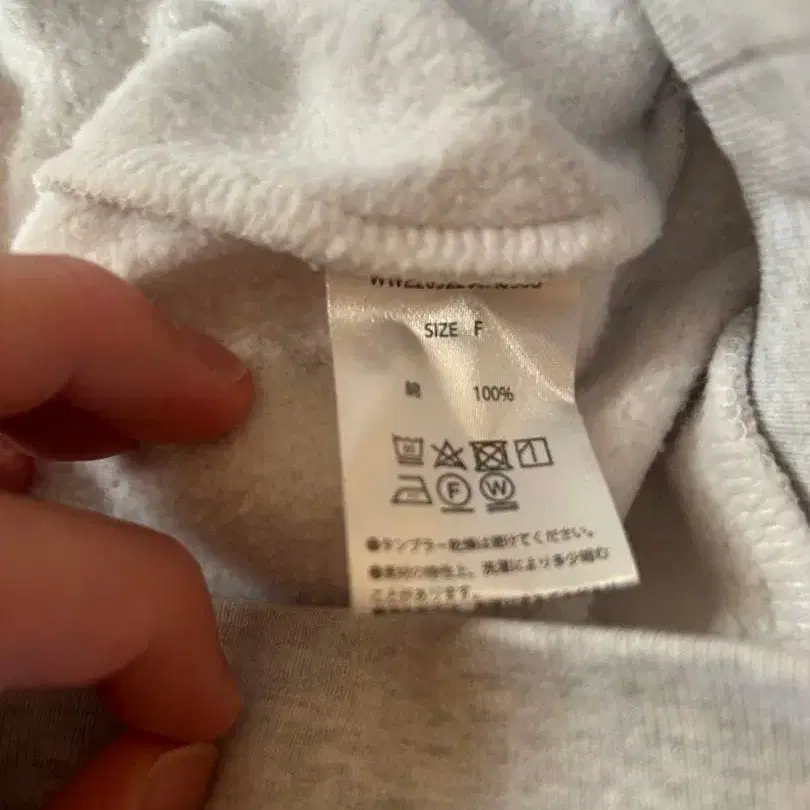 SIZE F
綿 100%
F W
●タンブラー乾燥は避けてください。
●素材の特性上、洗濯により多少縮む
ことがあります。